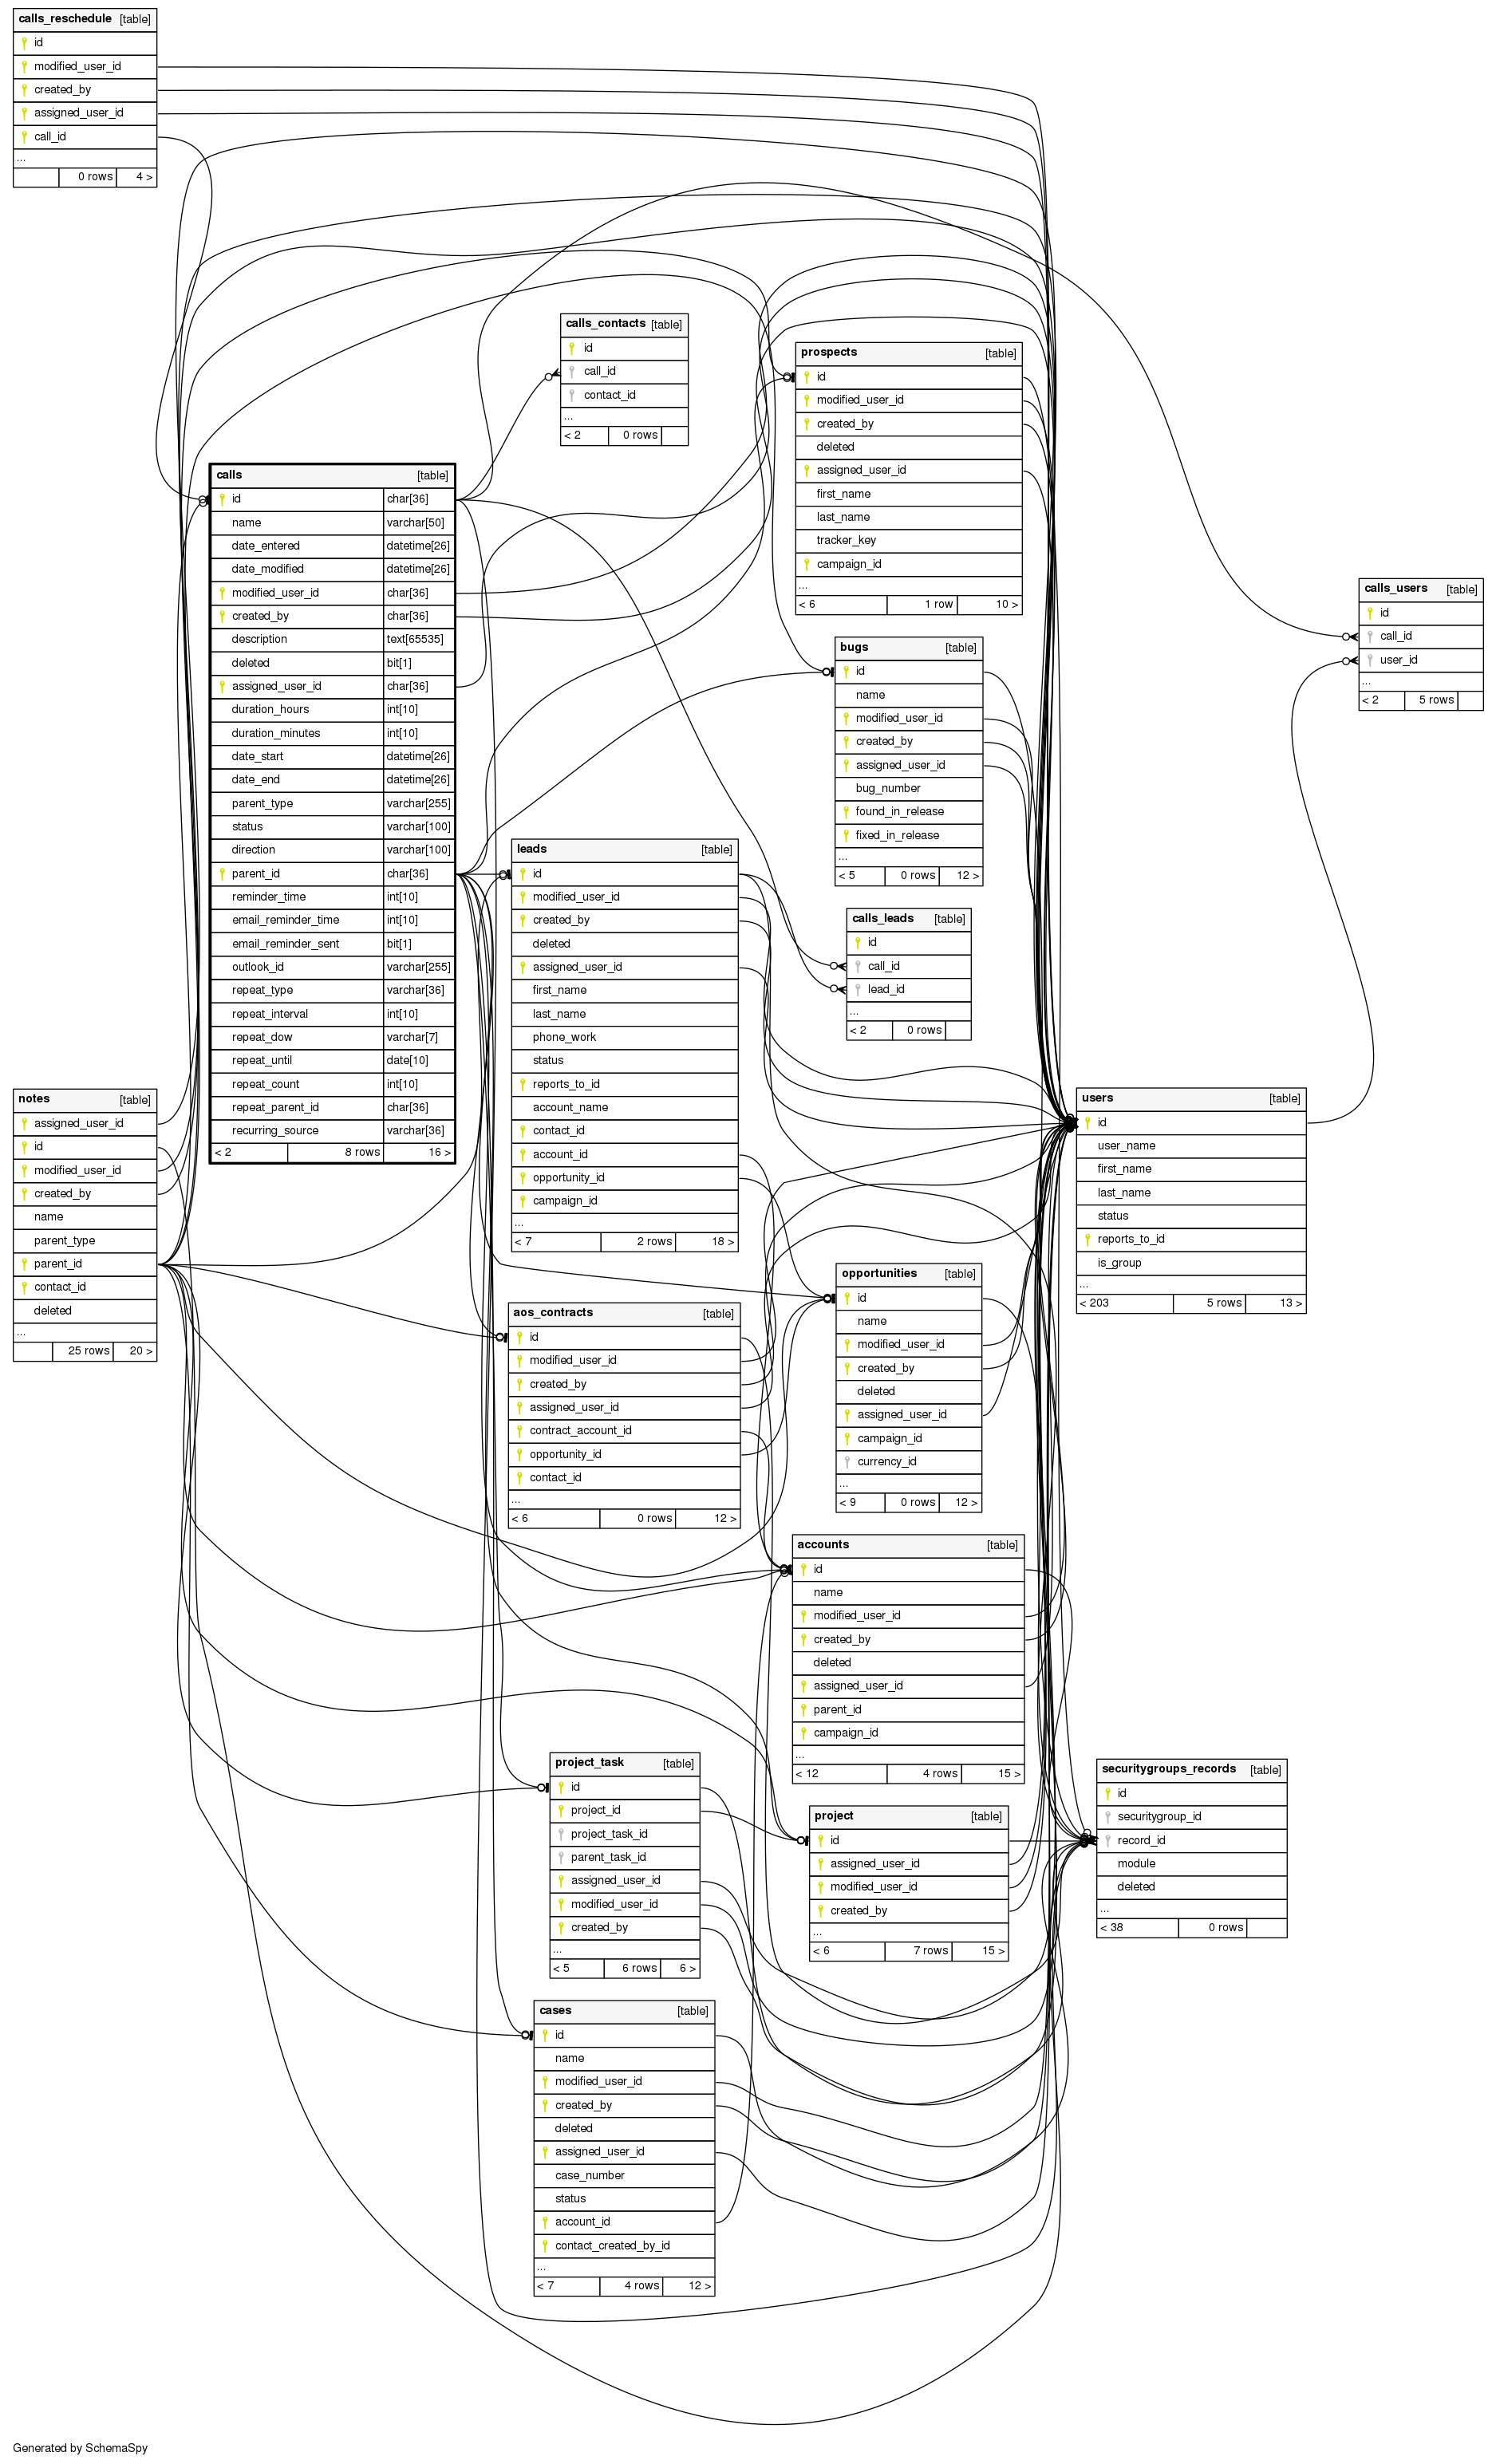 calls_reschedule [table]
id
modified_user_id
created_by
assigned_user_id
call_id
...
0 rows 4 >
calls_contacts [table]
id
call_id
contact_id
...
< 2 0 rows
prospects [table]
id
modified_user_id
created_by
deleted
assigned_user_id
first_name
last_name
tracker_key
campaign_id
...
< 6 1 row 10 >
calls [table]
id char[36]
name varchar[50]
date_entered datetime[26]
date_modified datetime[26]
modified_user_id char[36]
created_by char[36]
description text[65535]
deleted bit[1]
assigned_user_id char[36]
duration_hours int[10]
duration_minutes int[10]
date_start datetime[26]
date_end datetime[26]
parent_type varchar[255]
status varchar[100]
direction varchar[100]
parent_id char[36]
reminder_time int[10]
email_reminder_time int[10]
email_reminder_sent bit[1]
outlook_id varchar[255]
repeat_type varchar[36]
repeat_interval int[10]
repeat_dow varchar[7]
repeat_until date[10]
repeat_count int[10]
repeat_parent_id char[36]
recurring_source varchar[36]
< 2 8 rows 16 >
calls_users [table]
id
call_id
user_id
...
< 2 5 rows
bugs [table]
id
name
modified_user_id
created_by
assigned_user_id
bug_number
found_in_release
fixed_in_release
...
< 5 0 rows 12 >
leads [table]
id
modified_user_id
created_by
deleted
assigned_user_id
first_name
last_name
phone_work
status
reports_to_id
account_name
contact_id
account_id
opportunity_id
campaign_id
...
< 7 2 rows 18 >
calls_leads [table]
id
call_id
lead_id
...
< 2 0 rows
notes [table]
assigned_user_id
id
modified_user_id
created_by
name
parent_type
parent_id
contact_id
deleted
...
25 rows 20 >
users [table]
id
user_name
first_name
last_name
status
reports_to_id
is_group
...
< 203 5 rows 13 >
opportunities [table]
id
name
modified_user_id
created_by
deleted
assigned_user_id
campaign_id
currency_id
...
< 9 0 rows 12 >
aos_contracts [table]
id
modified_user_id
created_by
assigned_user_id
contract_account_id
opportunity_id
contact_id
...
< 6 0 rows 12 >
accounts [table]
id
name
modified_user_id
created_by
deleted
assigned_user_id
parent_id
campaign_id
...
< 12 4 rows 15 >
project_task [table]
id
project_id
project_task_id
parent_task_id
assigned_user_id
modified_user_id
created_by
...
< 5 6 rows 6 >
securitygroups_records [table]
id
securitygroup_id
record_id
module
deleted
...
< 38 0 rows
project [table]
id
assigned_user_id
modified_user_id
created_by
...
< 6 7 rows 15 >
cases [table]
id
name
modified_user_id
created_by
deleted
assigned_user_id
case_number
status
account_id
contact_created_by_id
...
< 7 4 rows 12 >
Generated by SchemaSpy